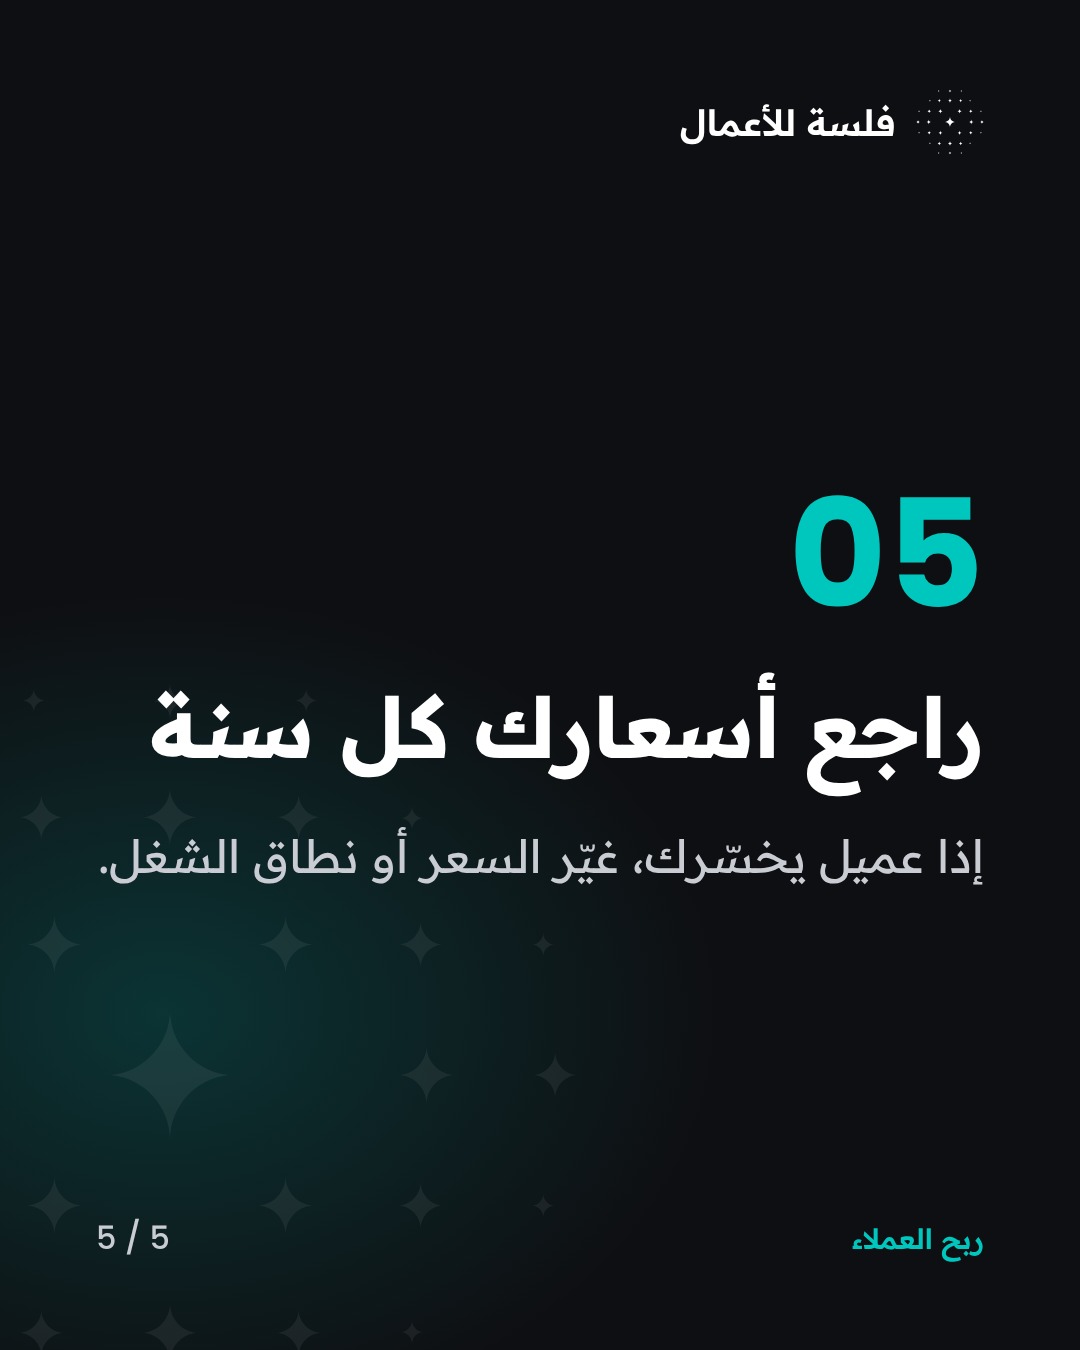 فلسة للأعمال
05
راجع أسعارك كل سنة
إذا عميل يخسّرك، غيّر السعر أو نطاق الشغل.
ربح العملاء
5 / 5